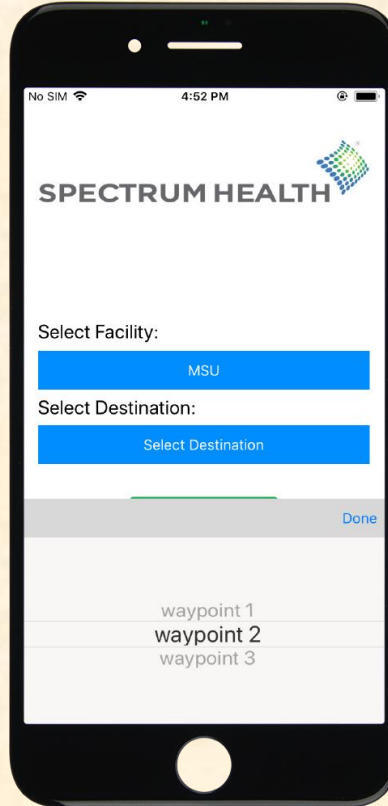 No SIM 4:52 PM
SPECTRUM HEALTH
Select Facility:
MSU
Select Destination:
Select Destination
Done
waypoint 1
waypoint 2
waypoint 3